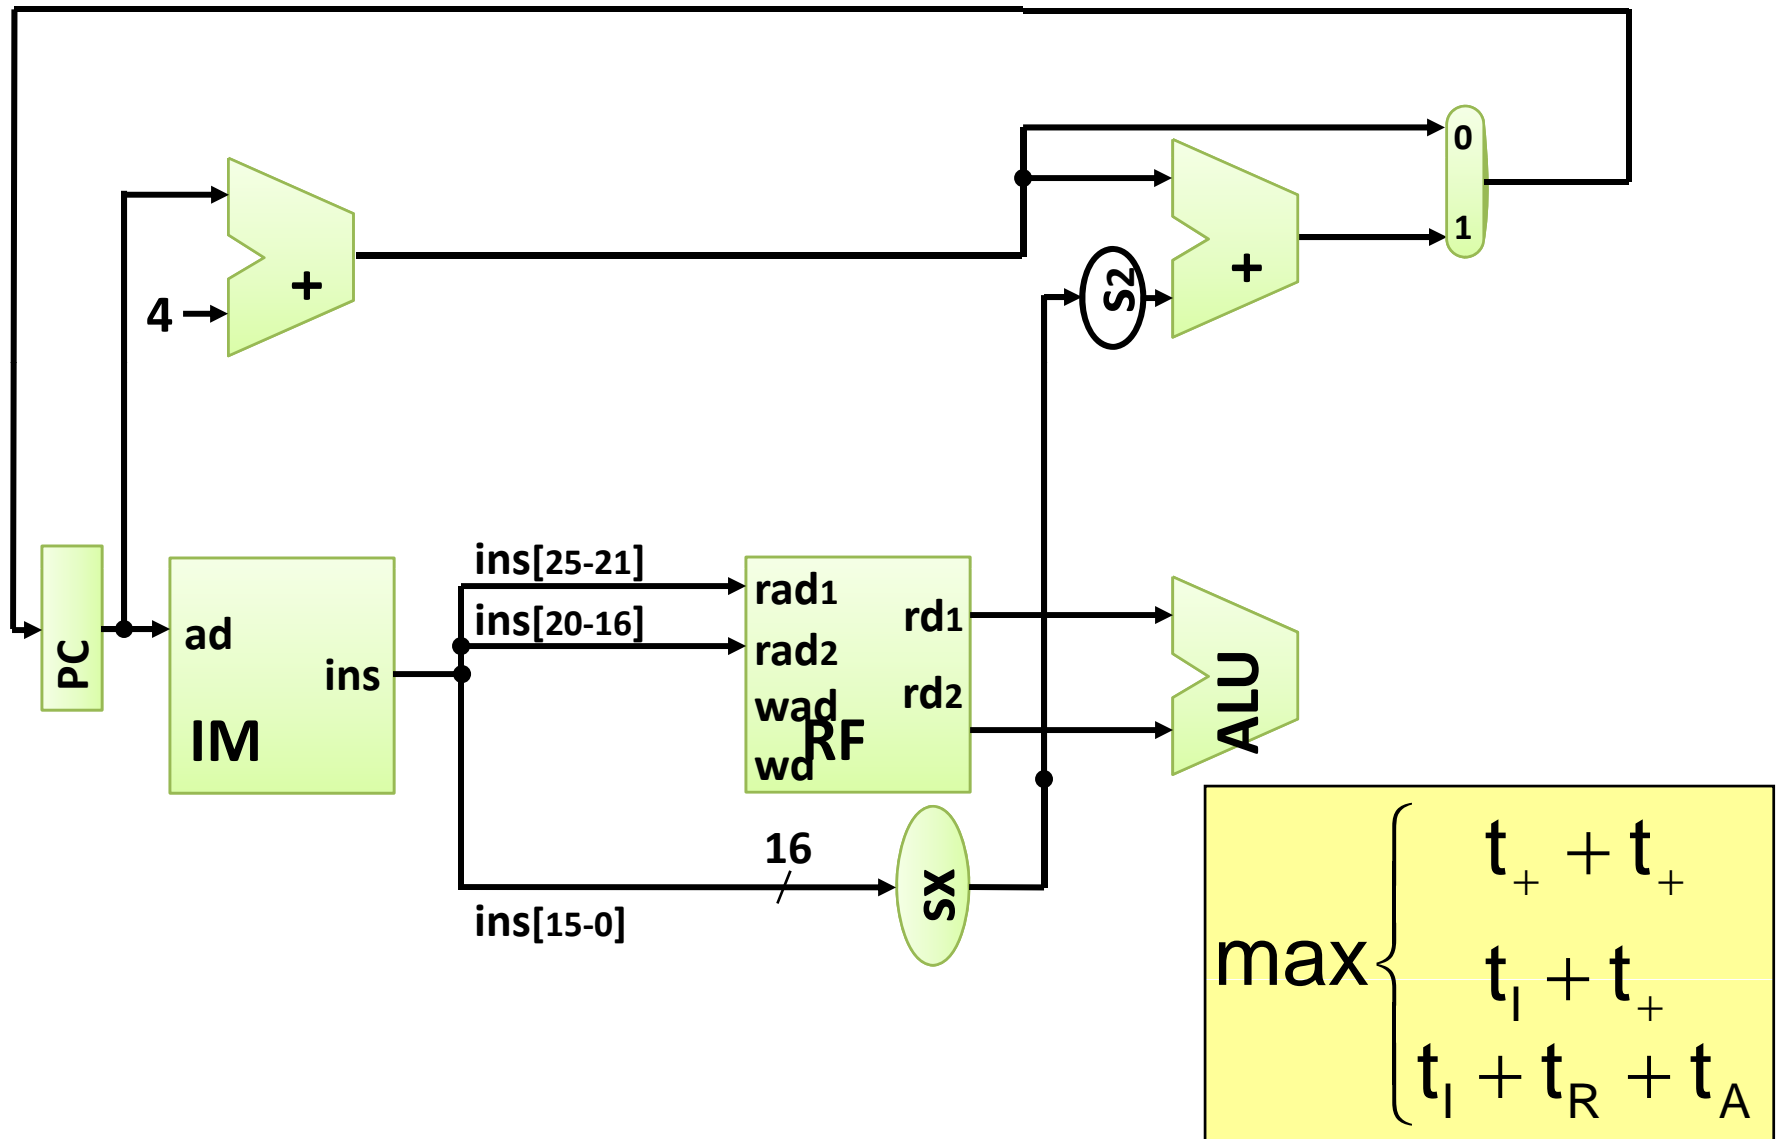 0
1
+
4
+
s2
PC
ad
ins
IM
ins[25-21]
ins[20-16]
rad1
rad2
wad
wd
RF
rd1
rd2
ALU
16
ins[15-0]
sx
max { t+ + t+
tI + t+
tI + tR + tA